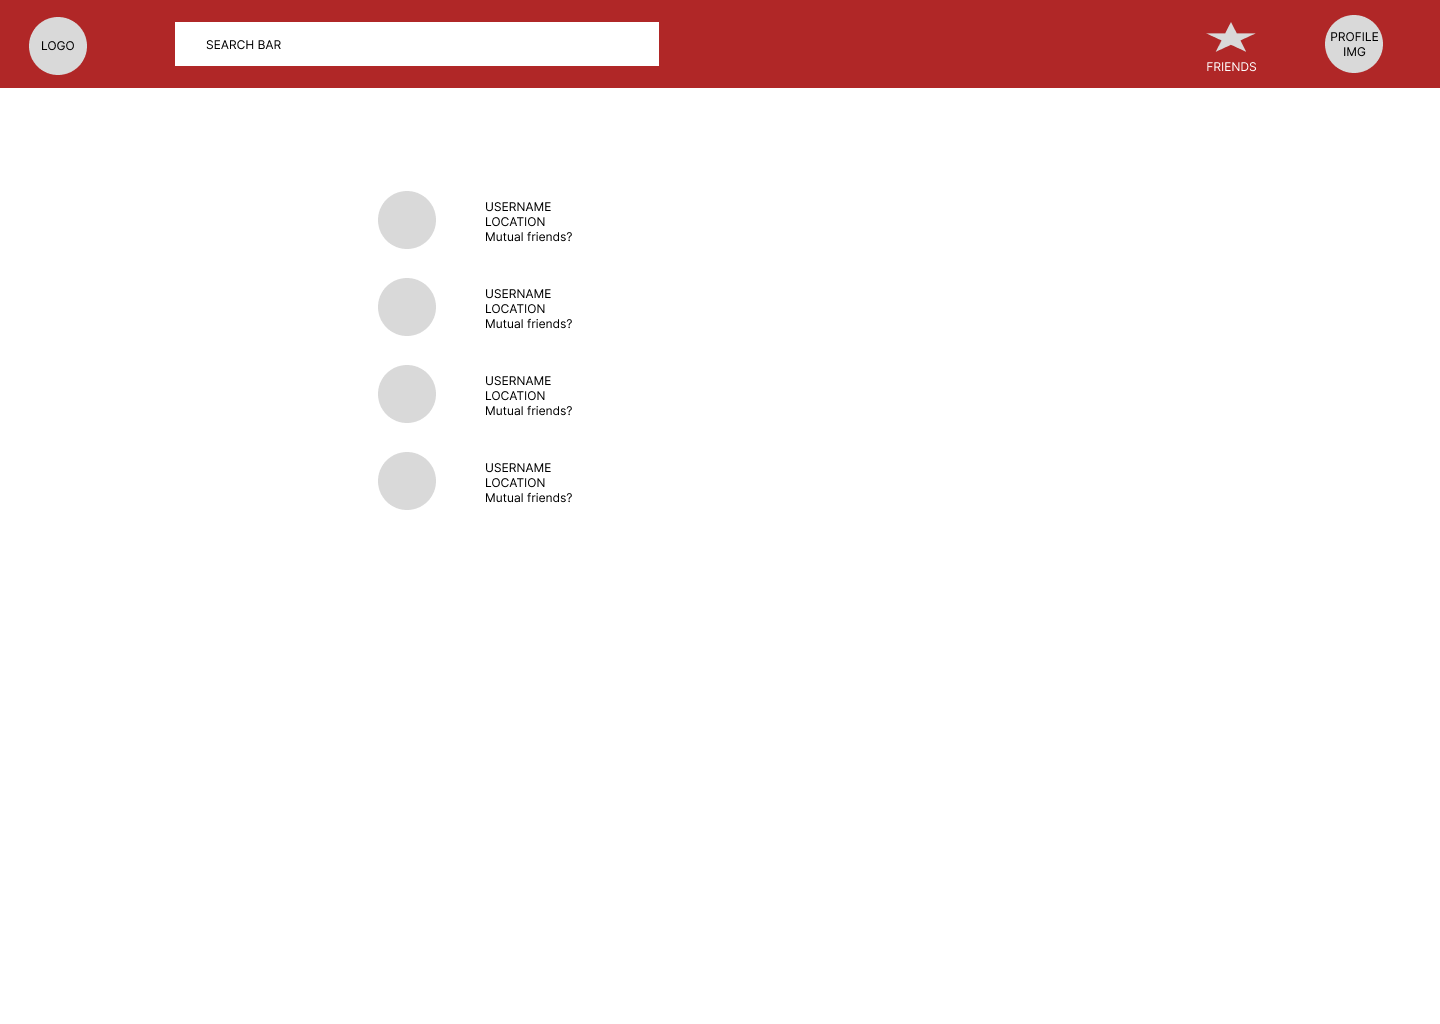 LOGO
SEARCH BAR
FRIENDS
PROFILE
IMG
USERNAME
LOCATION
Mutual friends?
USERNAME
LOCATION
Mutual friends?
USERNAME
LOCATION
Mutual friends?
USERNAME
LOCATION
Mutual friends?